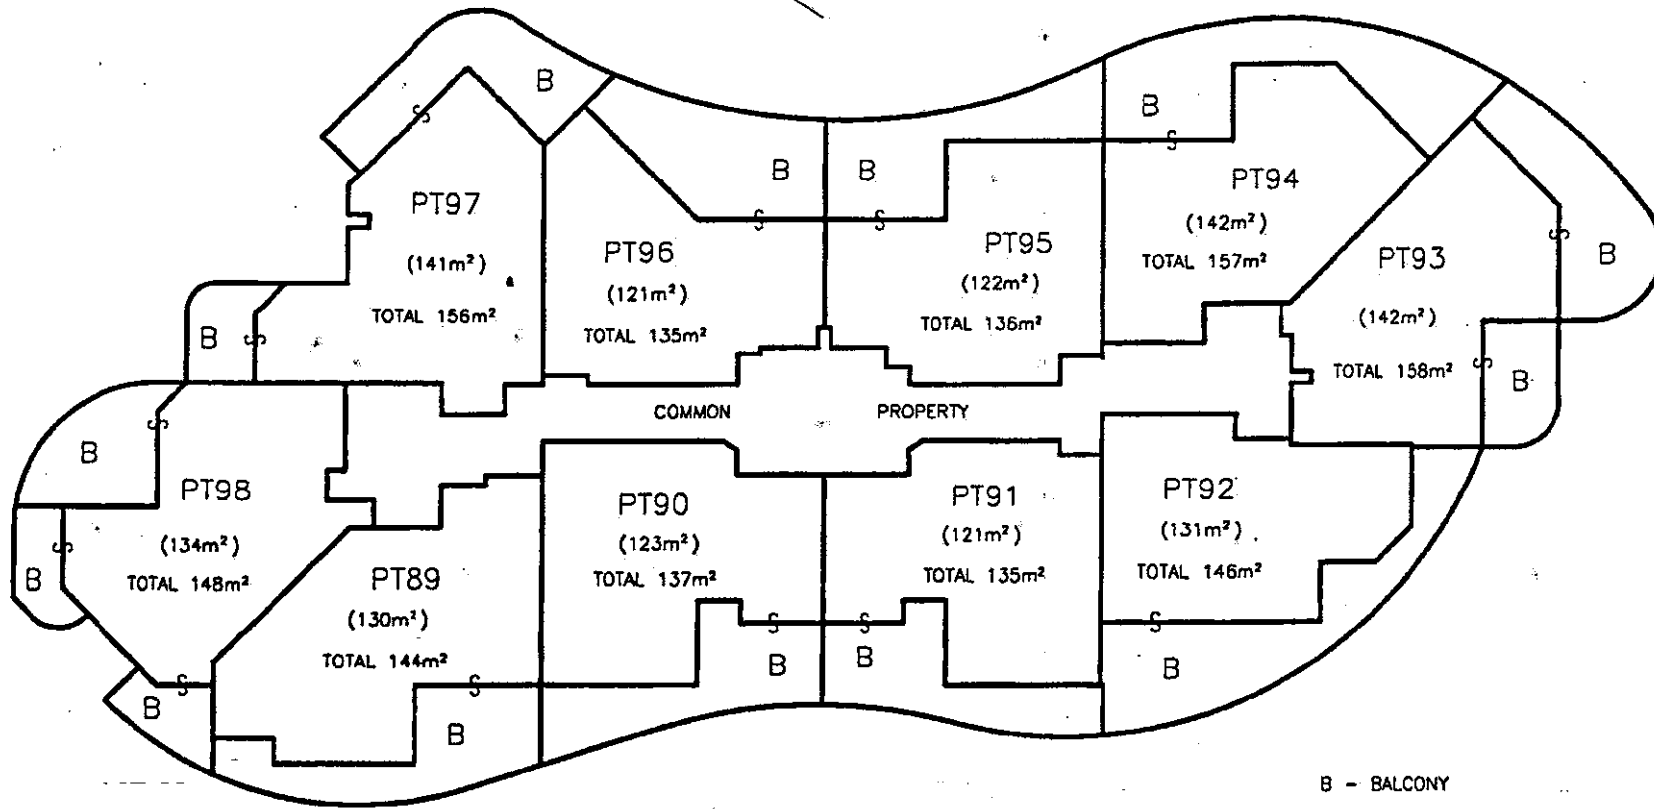 B
B
B
B
B
PT97
(141m²)
TOTAL 156m²
PT96
(121m²)
TOTAL 135m²
PT95
(122m²)
TOTAL 136m²
PT94
(142m²)
TOTAL 157m²
PT93
(142m²)
TOTAL 158m²
B
B
B
COMMON PROPERTY
B
PT98
(134m²)
TOTAL 148m²
B
B
PT89
(130m²)
TOTAL 144m²
B
PT90
(123m²)
TOTAL 137m²
B
PT91
(121m²)
TOTAL 135m²
B
PT92
(131m²)
TOTAL 146m²
B
B - BALCONY